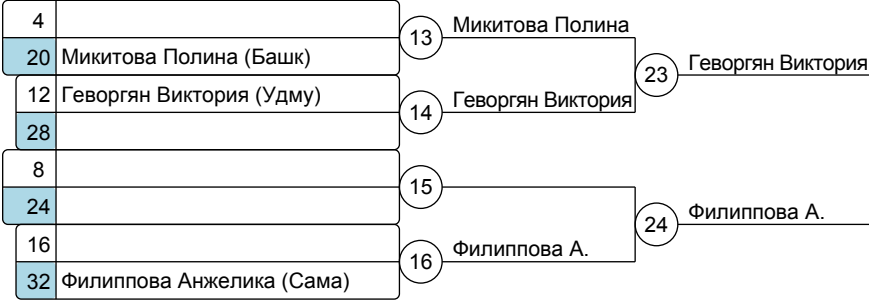 4
13
Микитова Полина
20 Микитова Полина (Башк)
23
Геворгян Виктория
12 Геворгян Виктория (Удму)
14
Геворгян Виктория
28
8
15
24
24
Филиппова А.
16
16
Филиппова А.
32 Филиппова Анжелика (Сама)